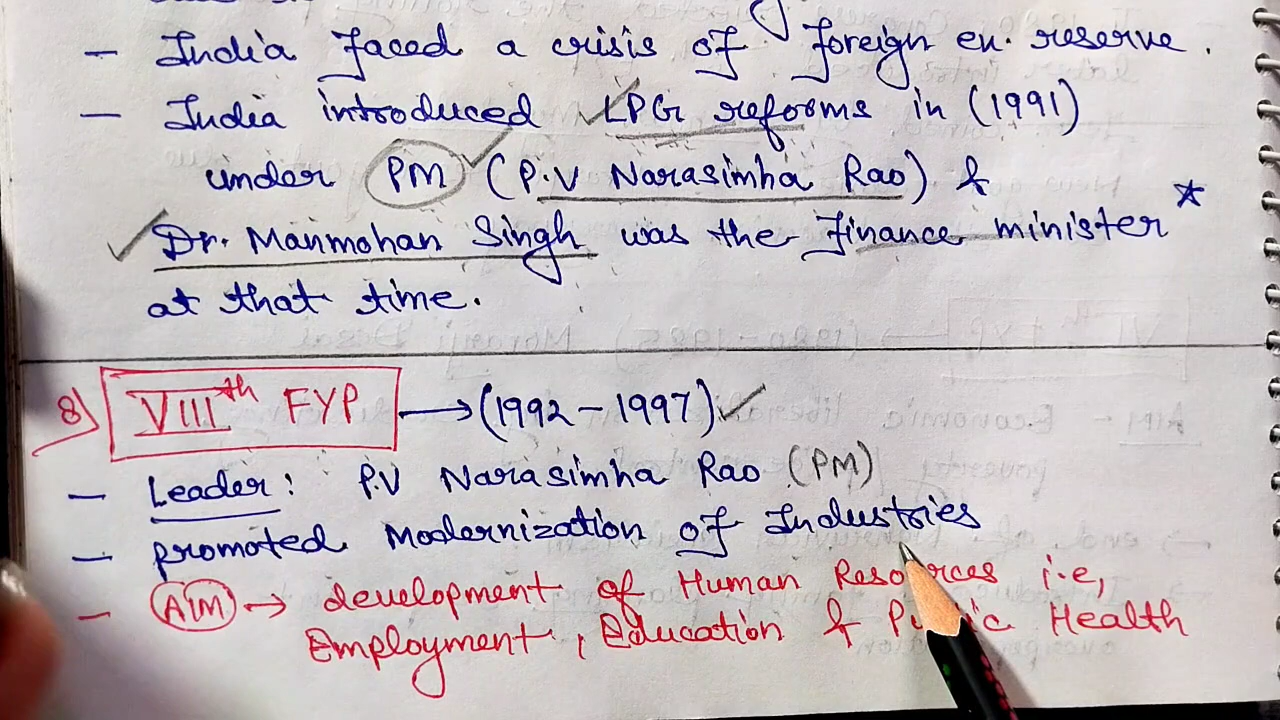 - India faced a crisis of foreign ex. reserve.
- India introduced LPG reforms in (1991)
under PM (P.V Narasimha Rao) &
Dr. Manmohan Singh was the finance minister *
at that time.
8) VIIIth FYP → (1992-1997)
- Leader: P.V Narasimha Rao (PM)
- promoted Modernization of Industries
- AIM → development of Human Resources i.e,
Employment, Education & Public Health